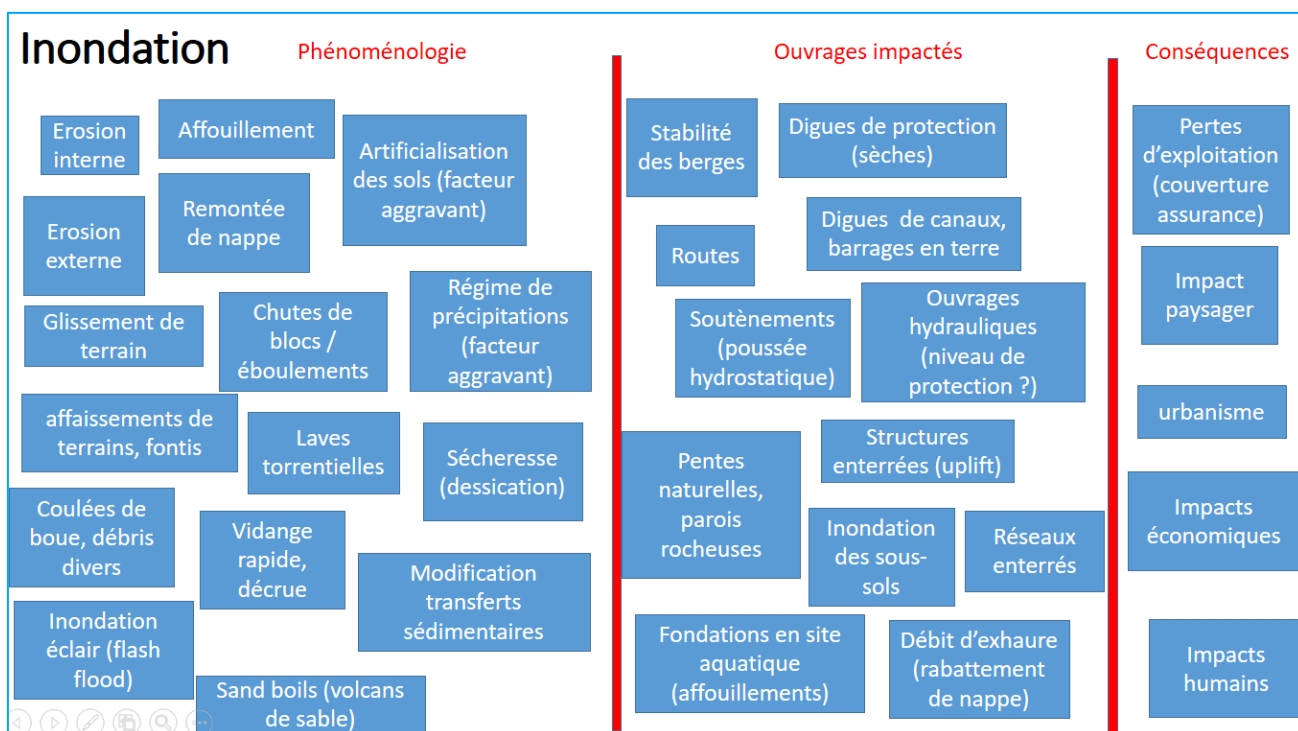 Inondation
Phénoménologie
Ouvrages impactés
Conséquences
Erosion
interne
Affouillement
Artificialisation
des sols (facteur
aggravant)
Erosion
externe
Remontée
de nappe
Glissement de
terrain
Chutes de
blocs /
éboulements
Régime de
précipitations
(facteur
aggravant)
affaissements de
terrains, fontis
Laves
torrentielles
Sécheresse
(dessication)
Coulées de
boue, débris
divers
Vidange
rapide,
décrue
Modification
transferts
sédimentaires
Inondation
éclair (flash
flood)
Sand boils (volcans
de sable)
Stabilité
des berges
Digues de protection
(sèches)
Routes
Digues de canaux,
barrages en terre
Soutènements
(poussée
hydrostatique)
Ouvrages
hydrauliques
(niveau de
protection ?)
Pentes
naturelles,
parois
rocheuses
Structures
enterrées (uplift)
Inondation
des sous-
sols
Réseaux
enterrés
Fondations en site
aquatique
(affouillements)
Débit d’exhaure
(rabattement
de nappe)
Pertes
d’exploitation
(couverture
assurance)
Impact
paysager
urbanisme
Impacts
économiques
Impacts
humains